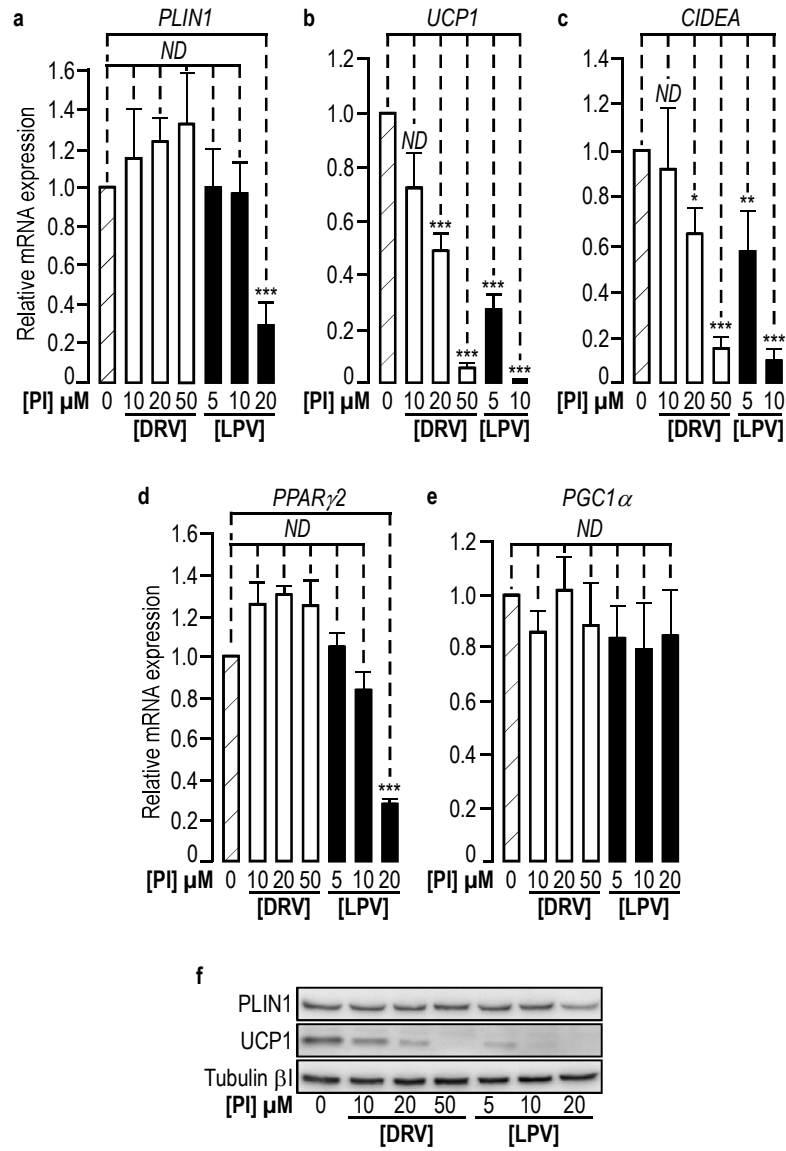 a
PLIN1
ND
Relative mRNA expression
1.6
1.4
1.2
1.0
0.8
0.6
0.4
0.2
0
***
[PI] µM 0 10 20 50 5 10 20
[DRV] [LPV]
b
UCP1
1.2
1.0
0.8
0.6
0.4
0.2
0
ND
***
***
***
***
[PI] µM 0 10 20 50 5 10
[DRV] [LPV]
c
CIDEA
1.4
1.2
1.0
0.8
0.6
0.4
0.2
0
ND
*
***
**
***
[PI] µM 0 10 20 50 5 10
[DRV] [LPV]
d
PPARγ2
ND
Relative mRNA expression
1.6
1.4
1.2
1.0
0.8
0.6
0.4
0.2
0
***
[PI] µM 0 10 20 50 5 10 20
[DRV] [LPV]
e
PGC1α
ND
1.2
1.0
0.8
0.6
0.4
0.2
0
[PI] µM 0 10 20 50 5 10 20
[DRV] [LPV]
f
PLIN1
UCP1
Tubulin βI
[PI] µM 0 10 20 50 5 10 20
[DRV] [LPV]